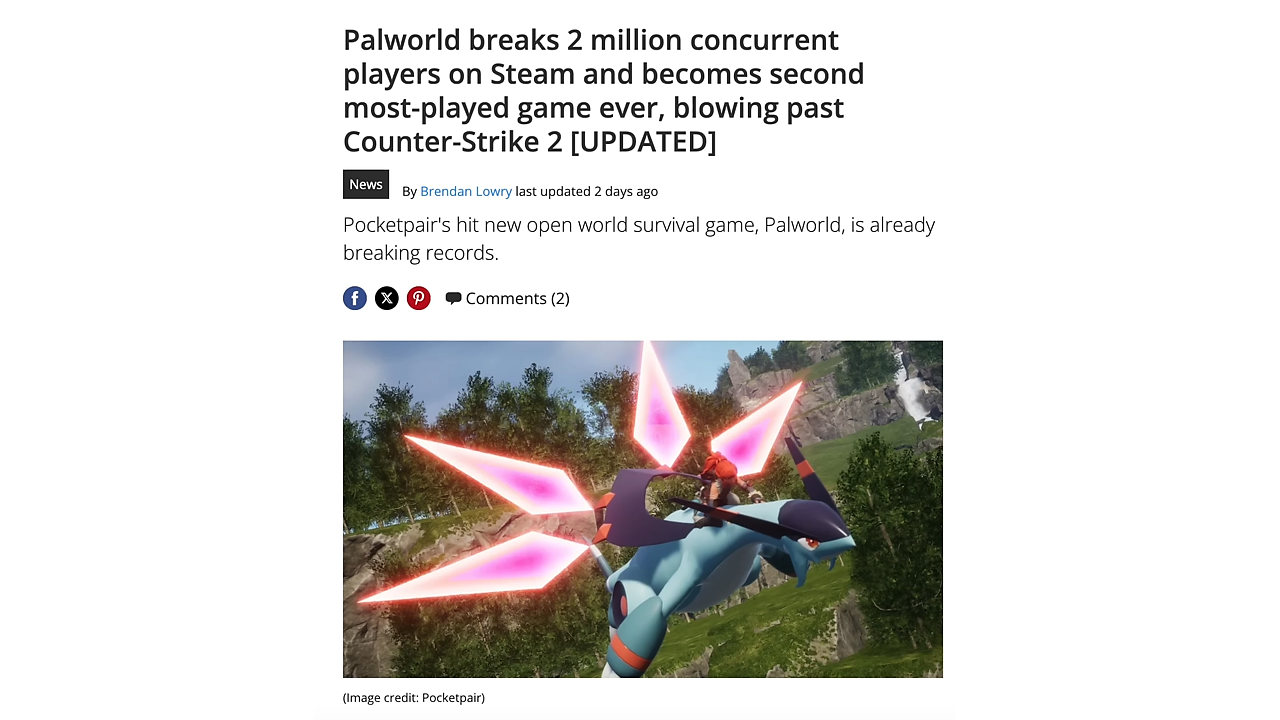 Palworld breaks 2 million concurrent
players on Steam and becomes second
most-played game ever, blowing past
Counter-Strike 2 [UPDATED]
News
By Brendan Lowry last updated 2 days ago
Pocketpair's hit new open world survival game, Palworld, is already
breaking records.
Comments (2)
(Image credit: Pocketpair)